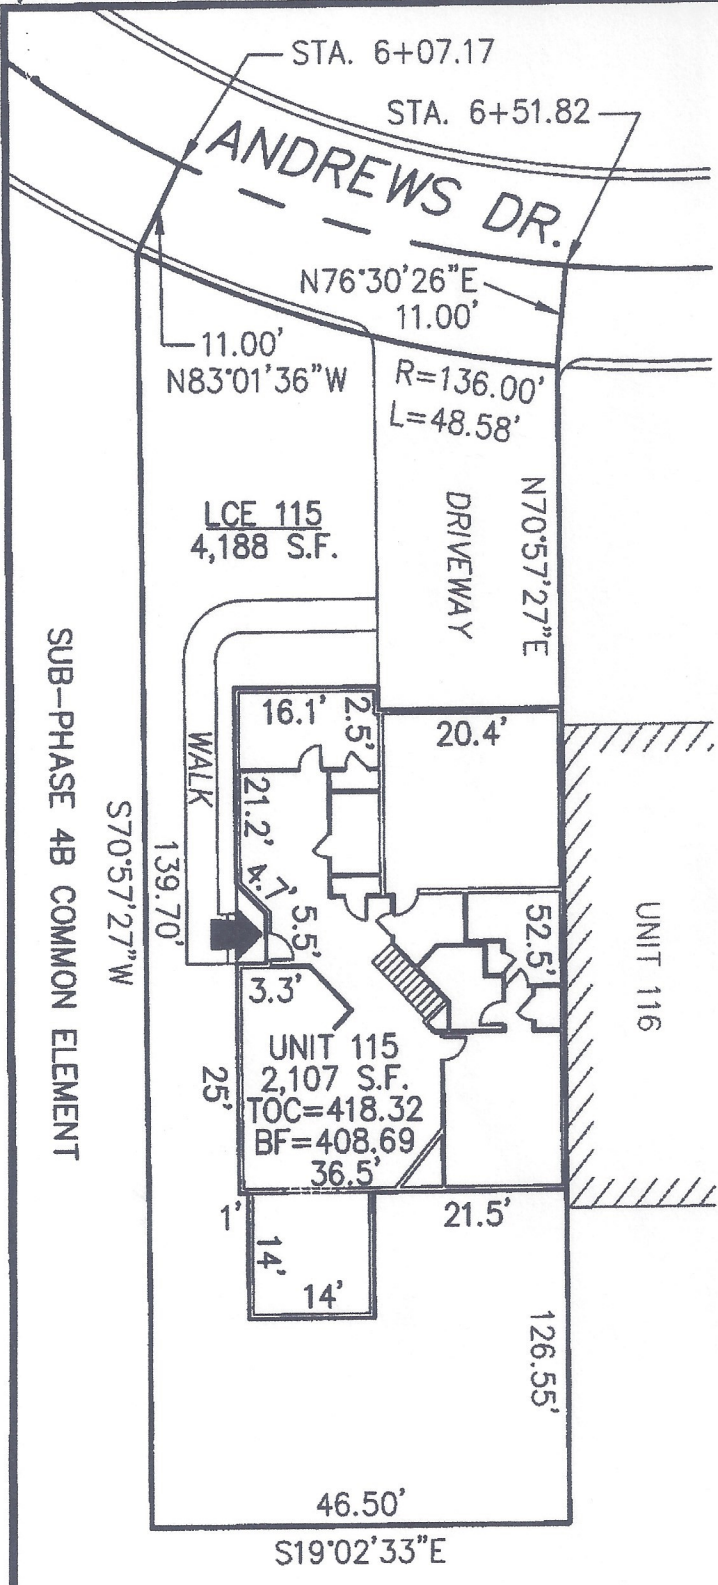 STA. 6+07.17
STA. 6+51.82
ANDREWS DR.
N76°30'26"E
11.00'
11.00'
N83°01'36"W
R=136.00'
L=48.58'
LCE 115
4,188 S.F.
DRIVEWAY
N70°57'27"E
WALK
16.1'
2.5'
20.4'
21.2'
4.7'
5.5'
52.5'
3.3'
UNIT 115
2,107 S.F.
TOC=418.32
BF=408.69
36.5'
25'
139.70'
S70°57'27"W
SUB-PHASE 4B COMMON ELEMENT
UNIT 116
1'
21.5'
14'
14'
126.55'
46.50'
S19°02'33"E